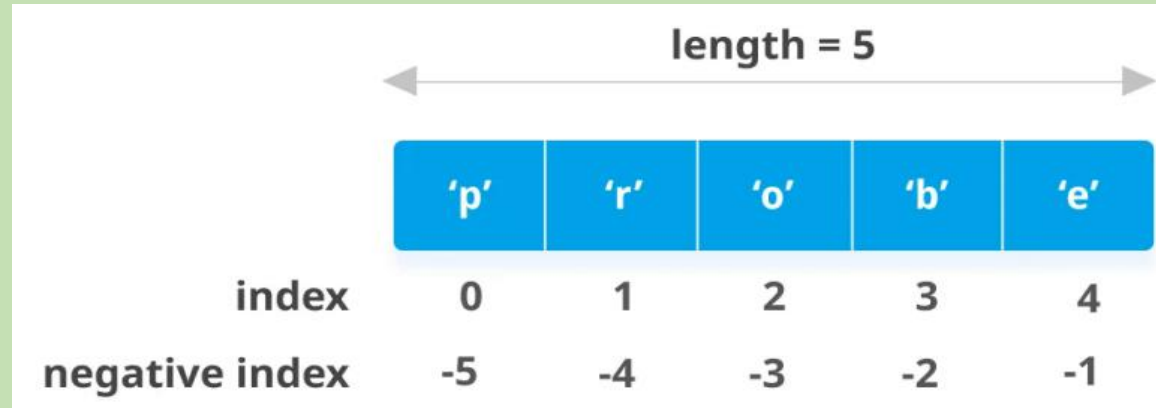 length = 5
‘p’ ‘r’ ‘o’ ‘b’ ‘e’
index 0 1 2 3 4
negative index -5 -4 -3 -2 -1